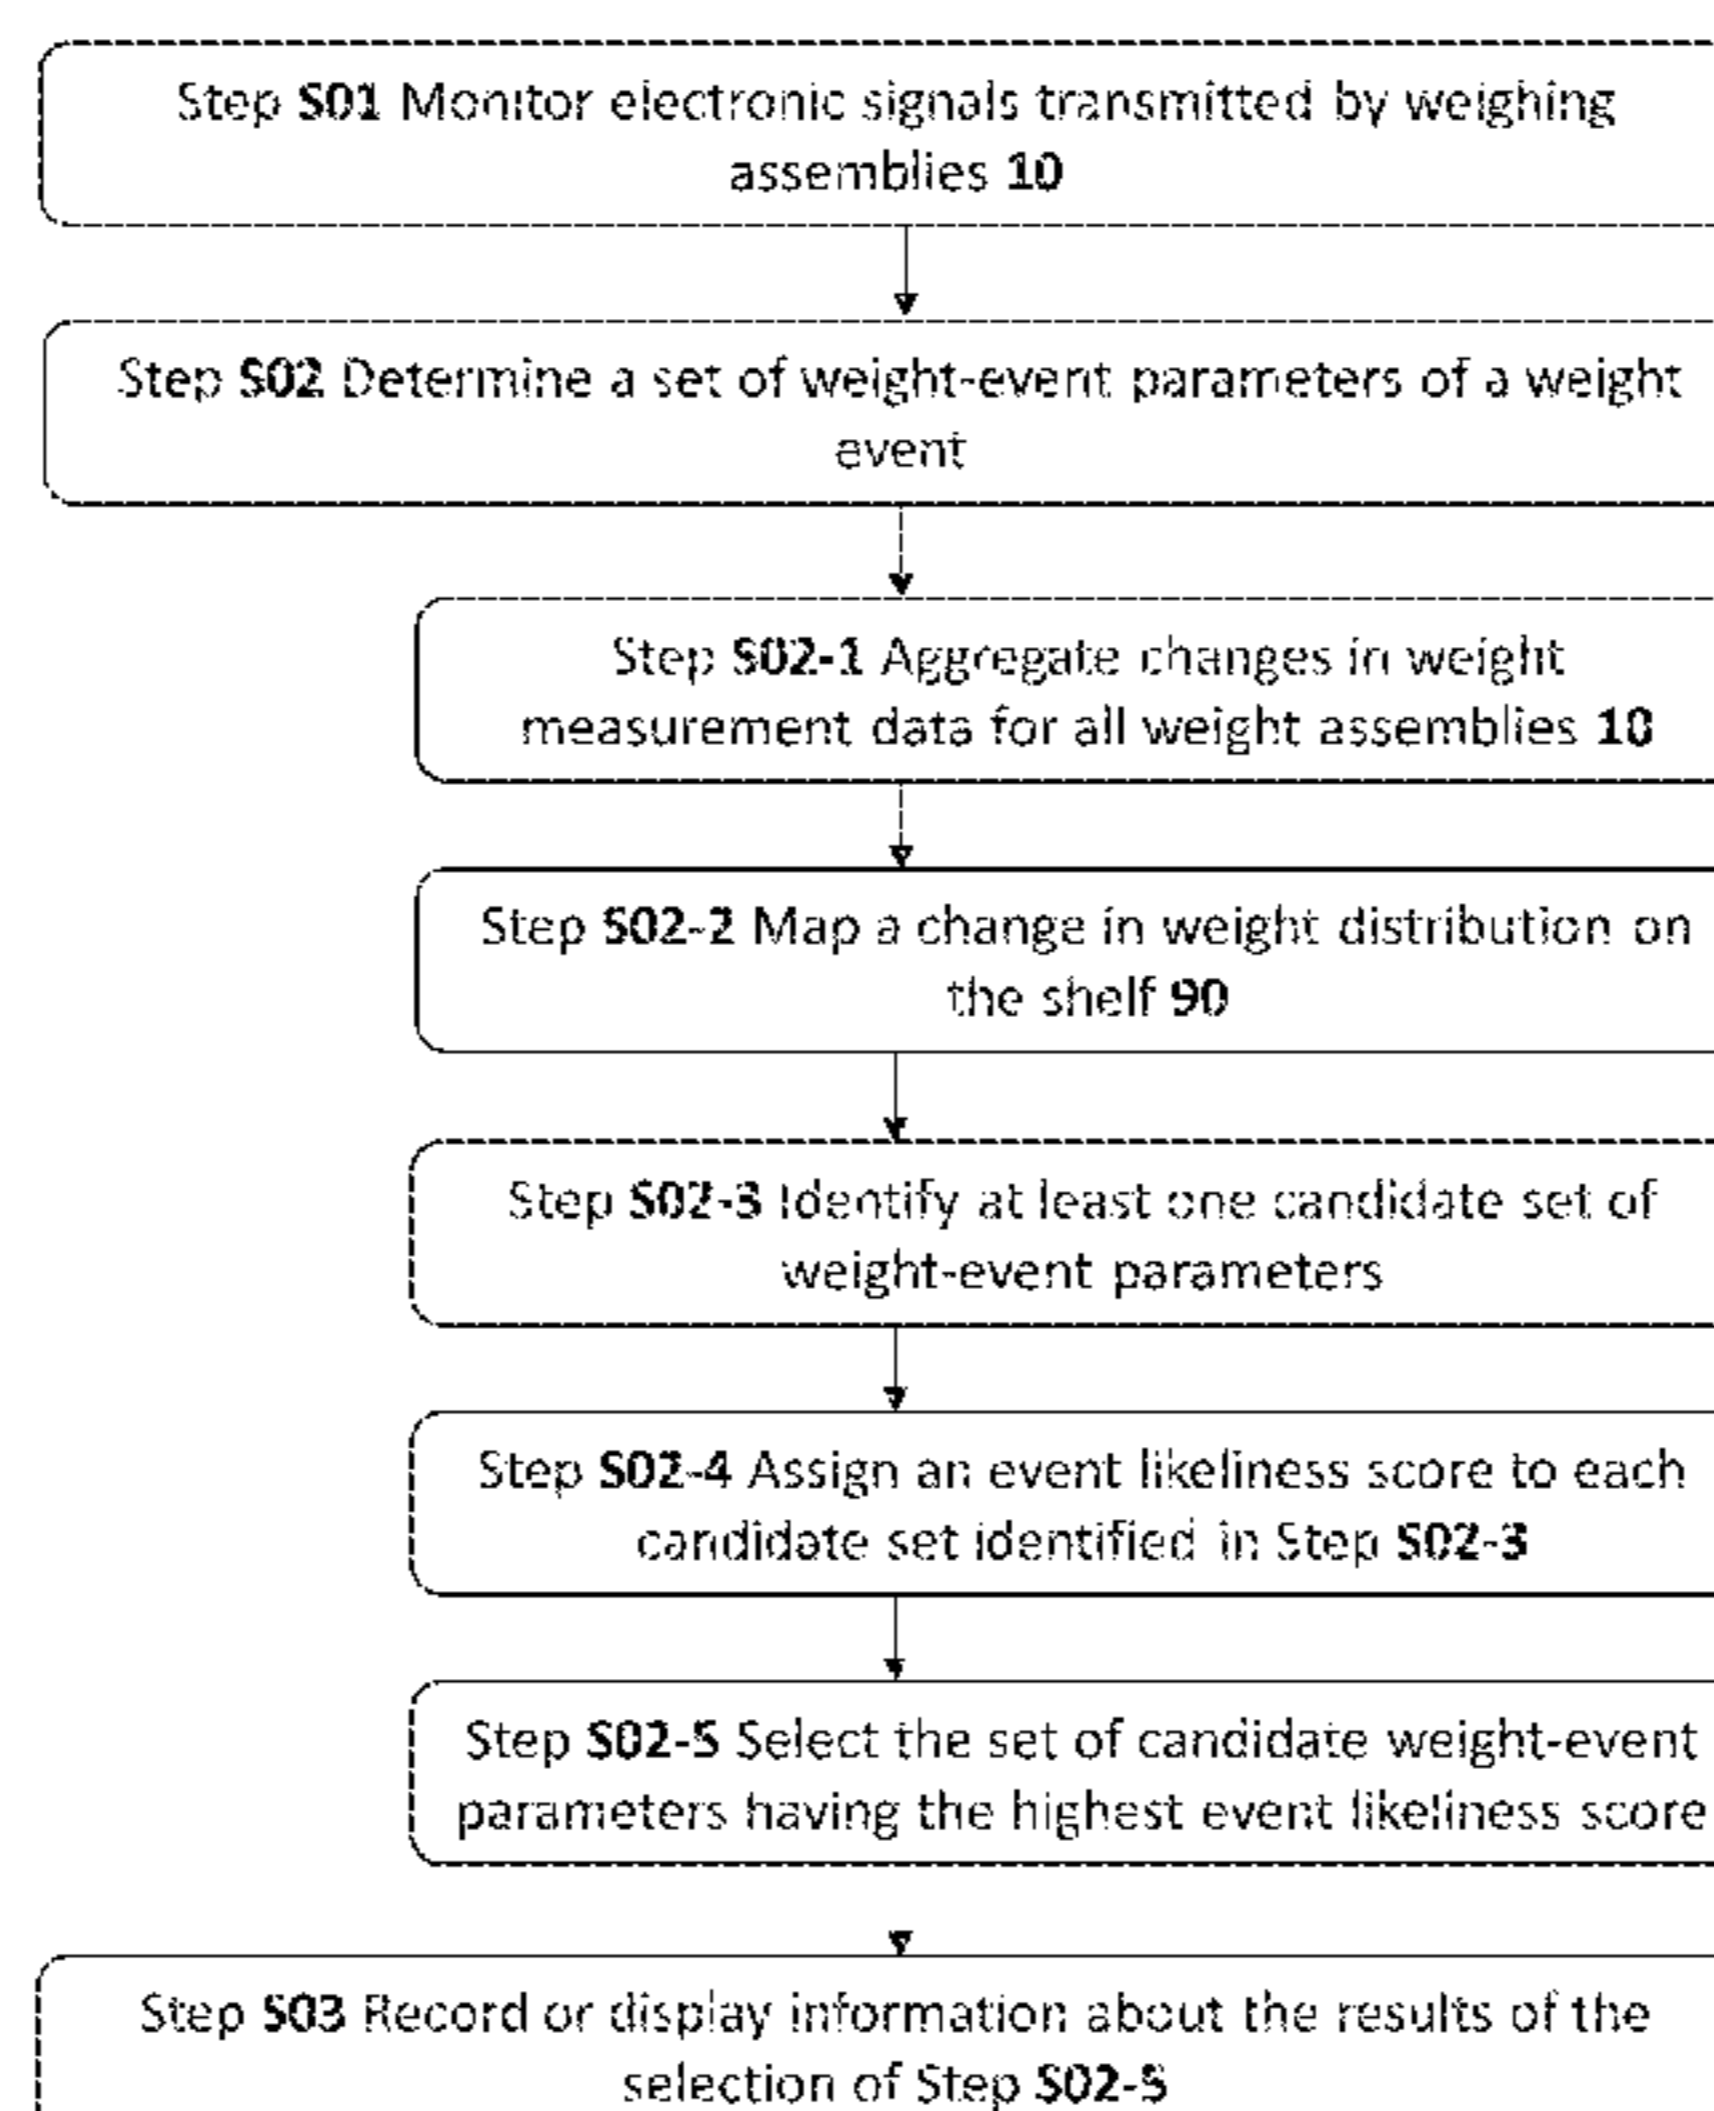 Step S01 Monitor electronic signals transmitted by weighing
assemblies 10
Step S02 Determine a set of weight-event parameters of a weight
event
Step S02-1 Aggregate changes in weight
measurement data for all weight assemblies 10
Step S02-2 Map a change in weight distribution on
the shelf 90
Step S02-3 Identify at least one candidate set of
weight-event parameters
Step S02-4 Assign an event likeliness score to each
candidate set identified in Step S02-3
Step S02-5 Select the set of candidate weight-event
parameters having the highest event likeliness score
Step S03 Record or display information about the results of the
selection of Step S02-5